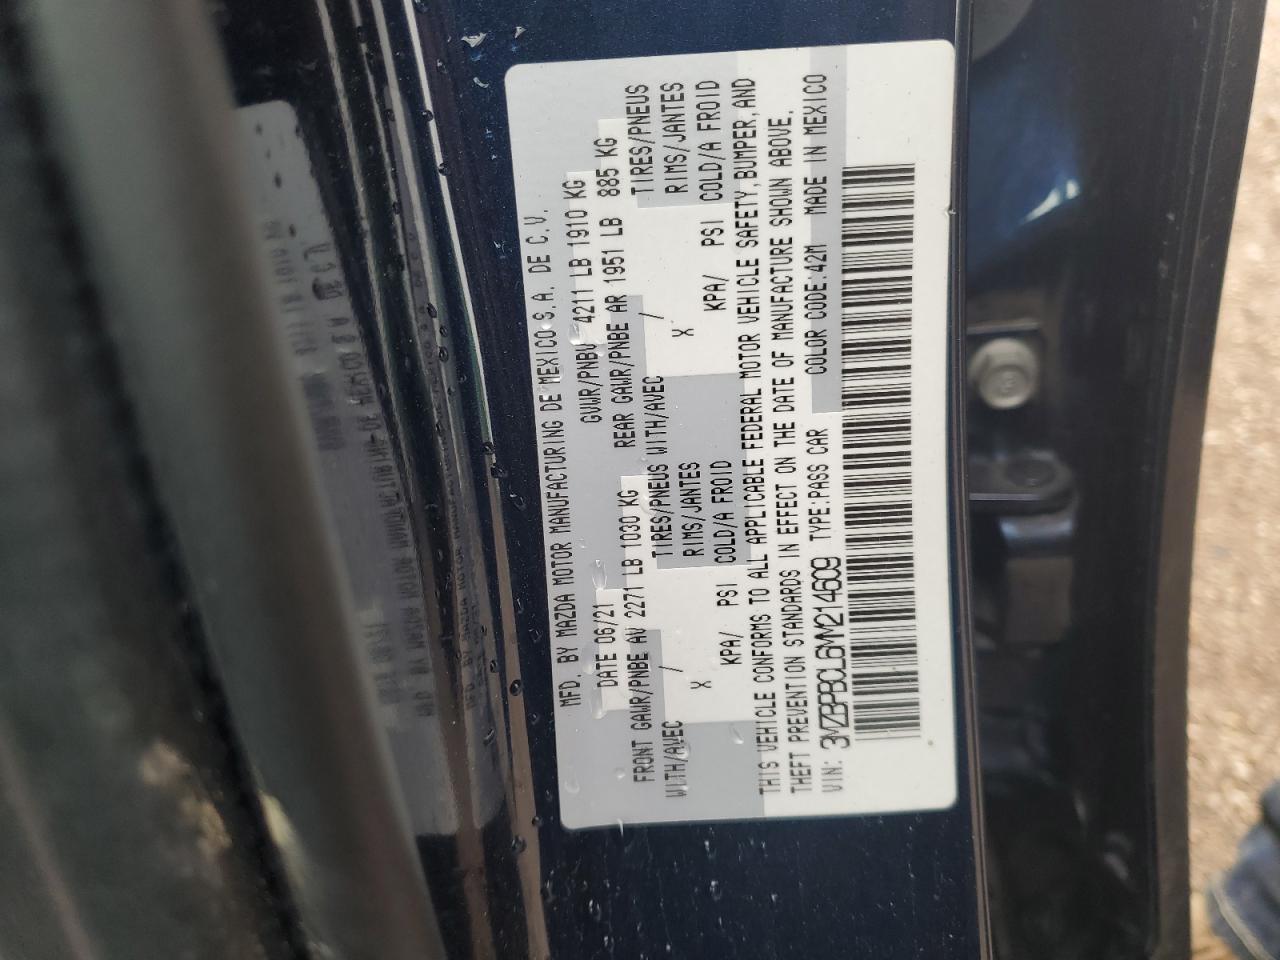 MFD. BY MAZDA MOTOR MANUFACTURING DE MEXICO S.A. DE C.V.
DATE 06/21 GVWR/PNBV 4211 LB 1910 KG
FRONT GAWR/PNBE AV 2271 LB 1030 KG REAR GAWR/PNBE AR 1951 LB 885 KG
WITH/AVEC / TIRES/PNEUS WITH/AVEC / TIRES/PNEUS
X RIMS/JANTES X RIMS/JANTES
KPA/ PSI COLD/A FROID KPA/ PSI COLD/A FROID
THIS VEHICLE CONFORMS TO ALL APPLICABLE FEDERAL MOTOR VEHICLE SAFETY, BUMPER, AND
THEFT PREVENTION STANDARDS IN EFFECT ON THE DATE OF MANUFACTURE SHOWN ABOVE.
VIN: 3MZBPBCL6MM214609 TYPE: PASS CAR COLOR CODE: 42M MADE IN MEXICO